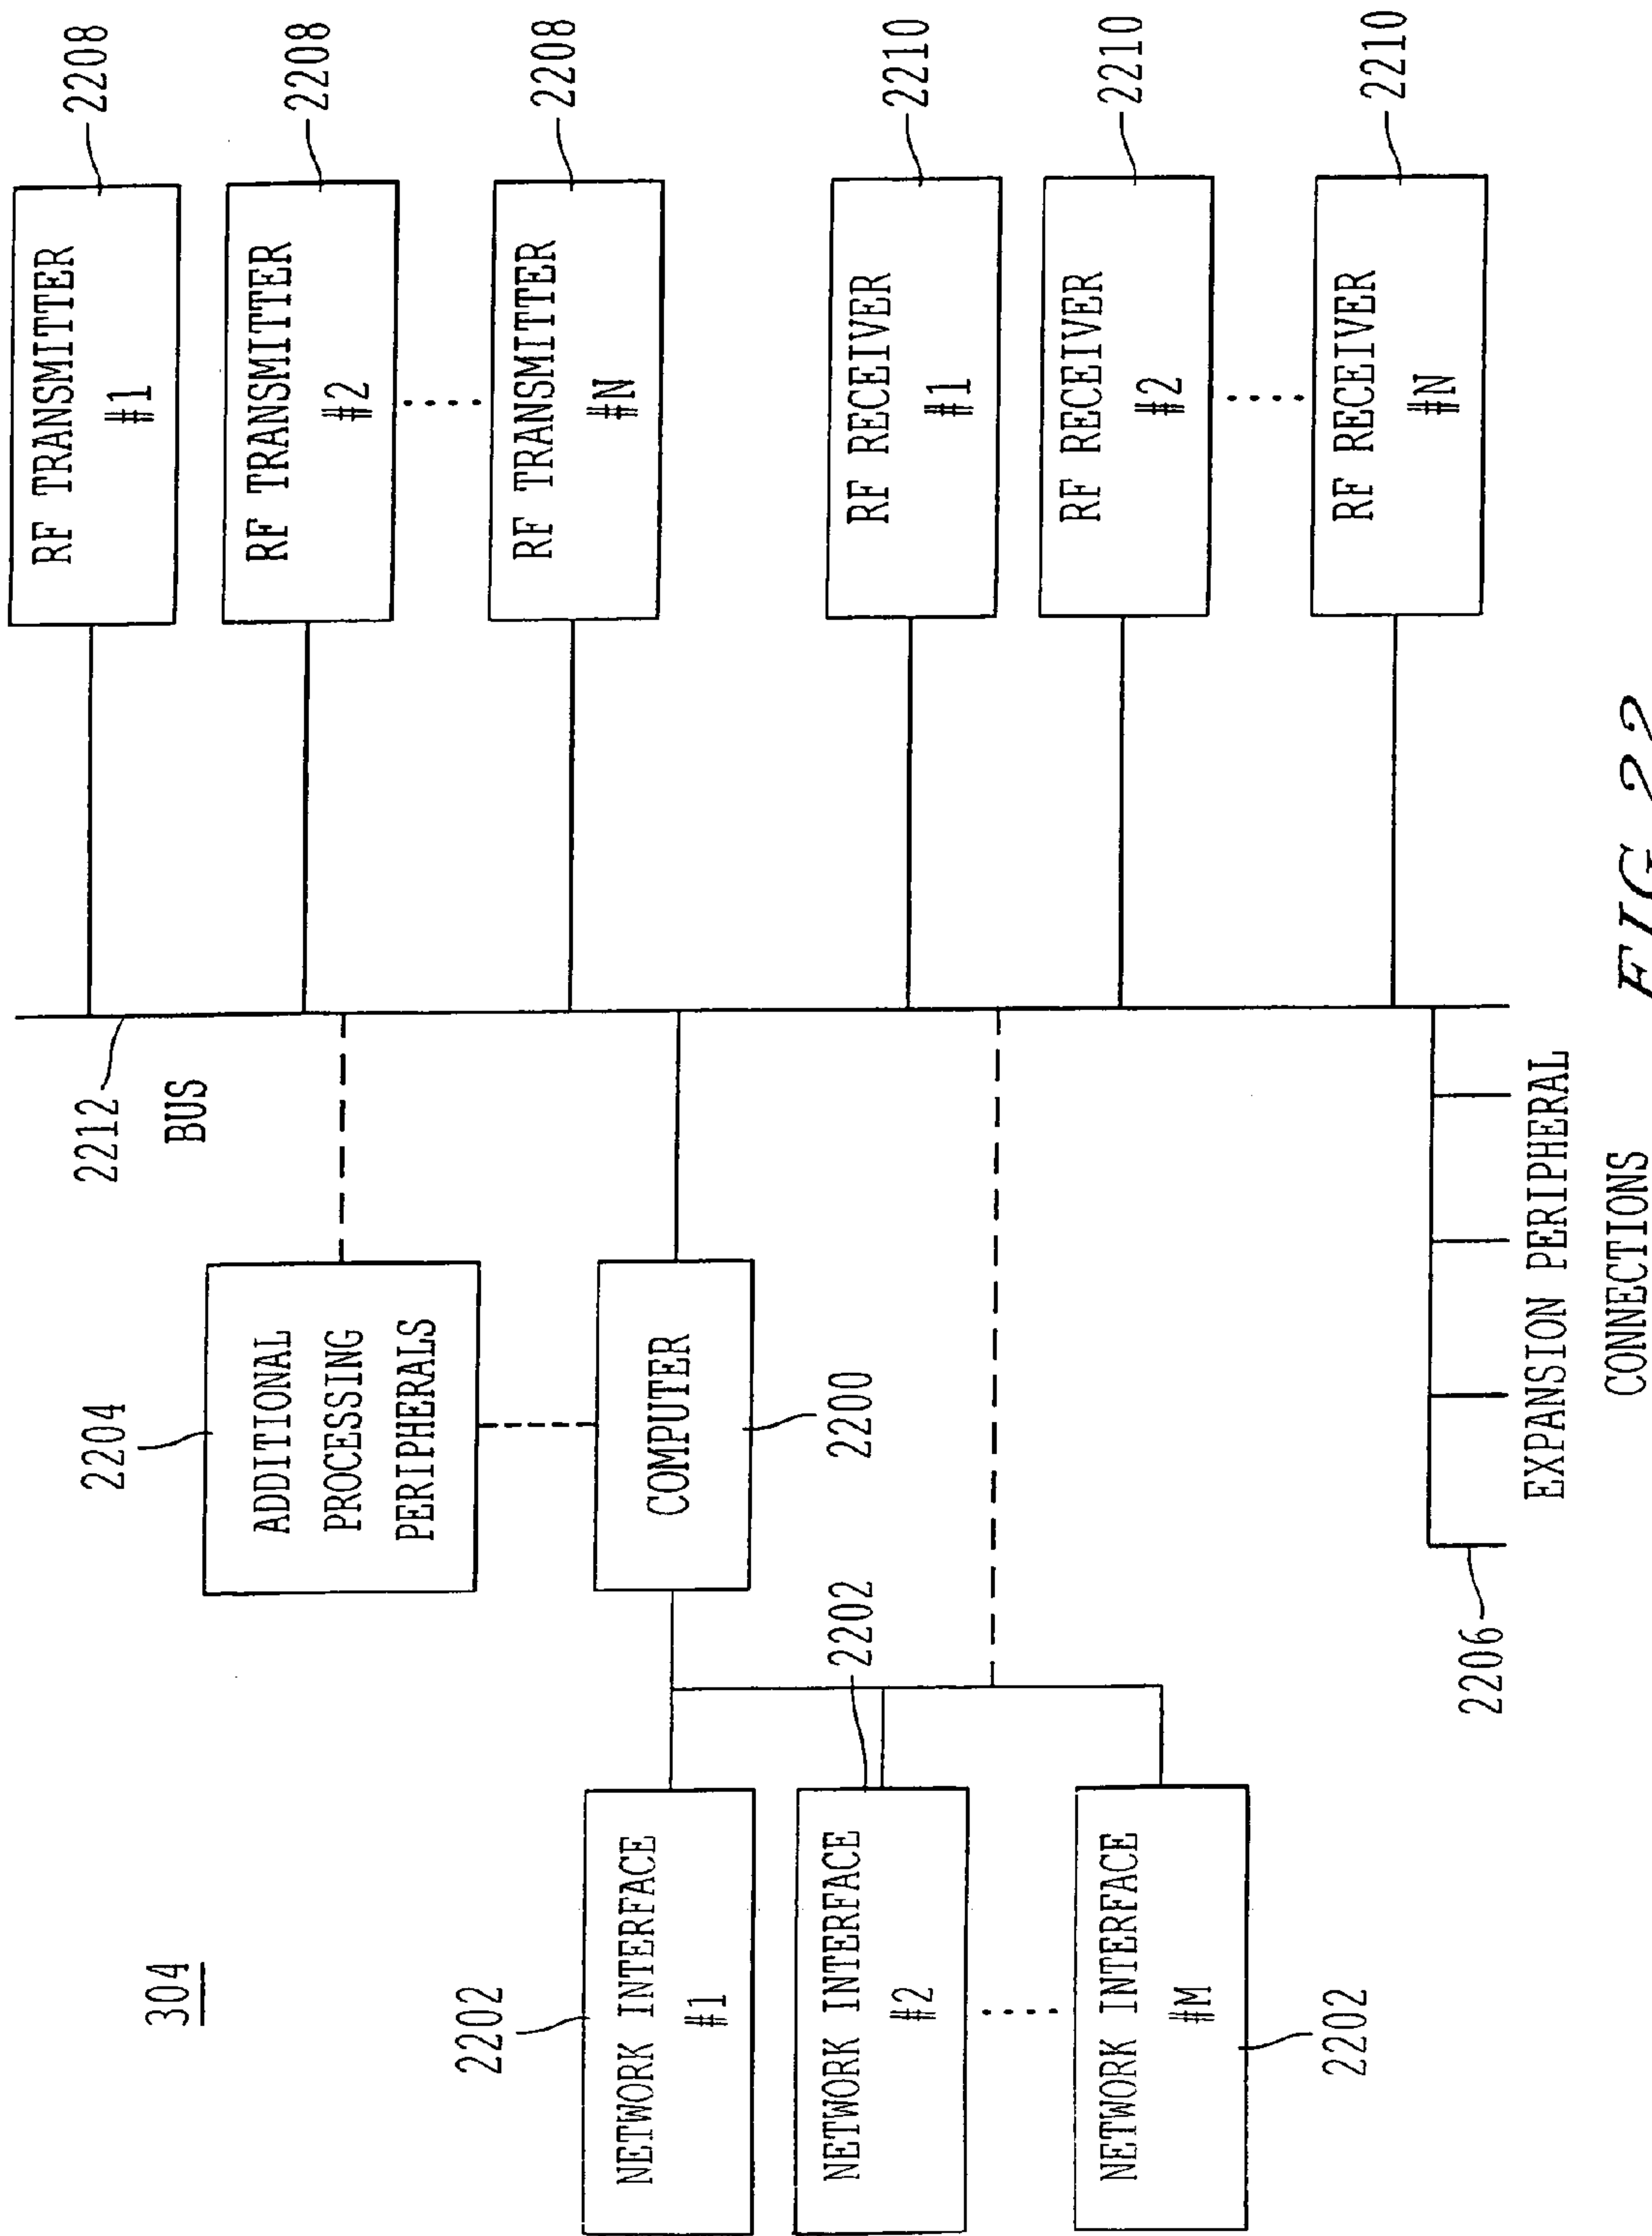 304
2202
NETWORK INTERFACE
#1
2202
NETWORK INTERFACE
#2
NETWORK INTERFACE
#M
2202
2204
ADDITIONAL
PROCESSING
PERIPHERALS
COMPUTER
2200
2212
BUS
RF TRANSMITTER
#1
2208
RF TRANSMITTER
#2
2208
RF TRANSMITTER
#N
2208
RF RECEIVER
#1
2210
RF RECEIVER
#2
2210
RF RECEIVER
#N
2210
2206
EXPANSION PERIPHERAL
CONNECTIONS
FIG. 22